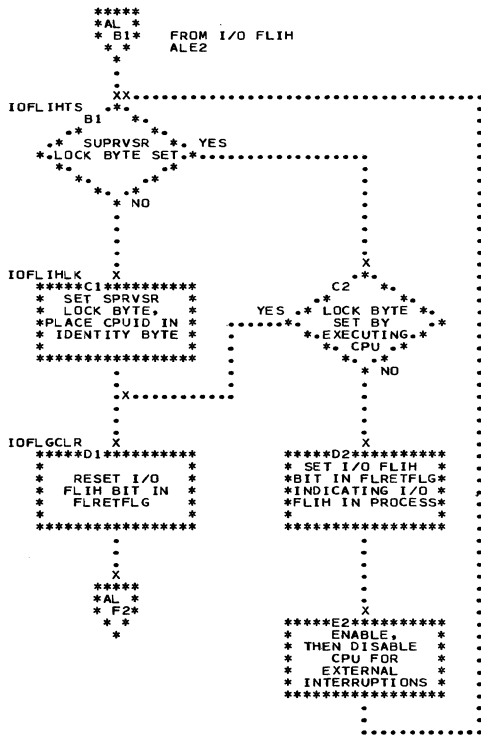 AL
B1
FROM I/O FLIH
ALE2
IOFLIHTS
B1
SUPRVSR
LOCK BYTE SET
YES
NO
IOFLIHLK
C1
SET SPRVSR
LOCK BYTE,
PLACE CPUID IN
IDENTITY BYTE
C2
LOCK BYTE
SET BY
EXECUTING
CPU
YES
NO
IOFLGCLR
D1
RESET I/O
FLIH BIT IN
FLRETFLG
D2
SET I/O FLIH
BIT IN FLRETFLG
INDICATING I/O
FLIH IN PROCESS
AL
F2
E2
ENABLE,
THEN DISABLE
CPU FOR
EXTERNAL
INTERRUPTIONS